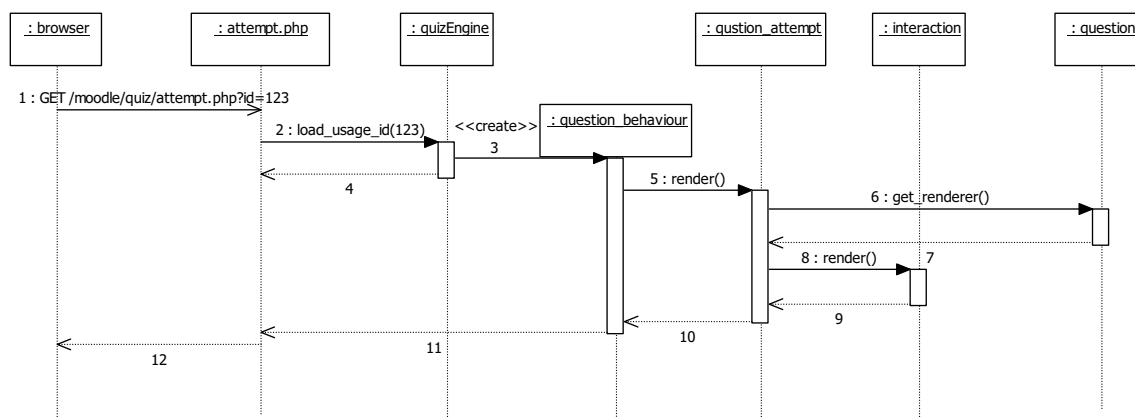 : browser
: attempt.php
: quizEngine
: qustion_attempt
: interaction
: question
1 : GET /moodle/quiz/attempt.php?id=123
: question_behaviour
2 : load_usage_id(123)
<<create>>
3
4
5 : render()
6 : get_renderer()
7
8 : render()
9
10
11
12